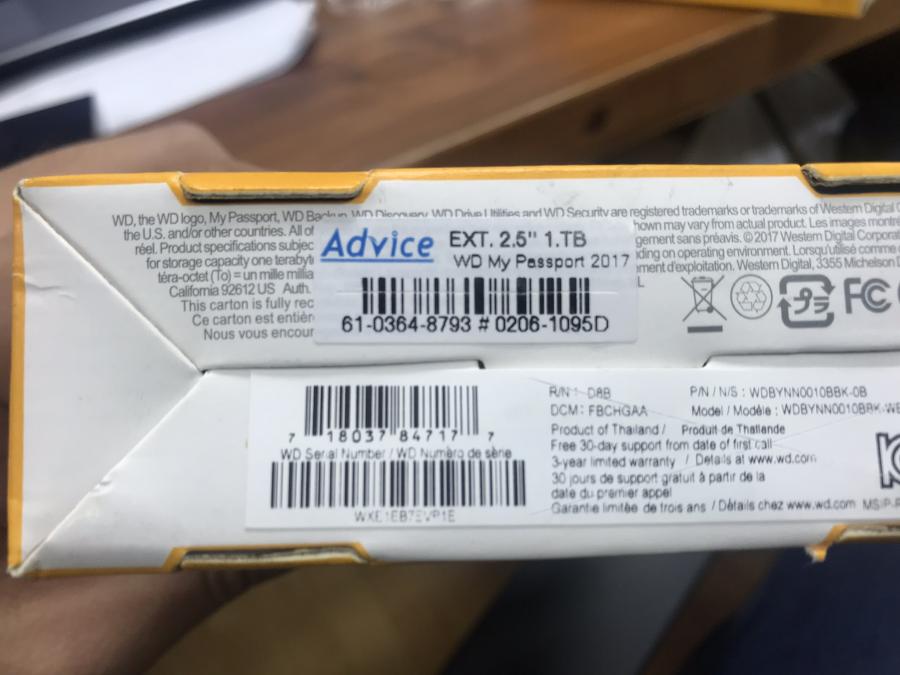 WD, the WD logo, My Passport, WD Backup, WD Discovery, WD Drive Utilities and WD Security are registered trademarks or trademarks of Western Digital
the U.S. and/or other countries. All of
hown may vary from actual product. Les images montré
réel. Product specifications subjec
gement sans préavis. © 2017 Western Digital Corporat
for storage capacity one terabyt
ding on operating environment. Lorsqu'utilisé comme
téra-octet (To) = un mille millia
ment d'exploitation. Western Digital, 3355 Michelson D
California 92612 US Auth.
This carton is fully rec
Ce carton est entièr
Nous vous encour
Advice
EXT. 2.5" 1.TB
WD My Passport 2017
61-0364-8793 # 0206-1095D
FC
7 18037 84717 7
WD Serial Number / WD Numéro de série
R/N : D8B
DCM: FBCHGAA
Product of Thailand / Produit de Thaïlande
Free 30-day support from date of first call
3-year limited warranty / Details at www.wd.com
30 jours de support gratuit à partir de la
date du premier appel
Garantie limitée de trois ans / Détails chez www.wd.com
P/N / N/S : WDBYNN0010BBK-0B
Model / Modèle : WDBYNN0010BBK-WE
MSIP-R